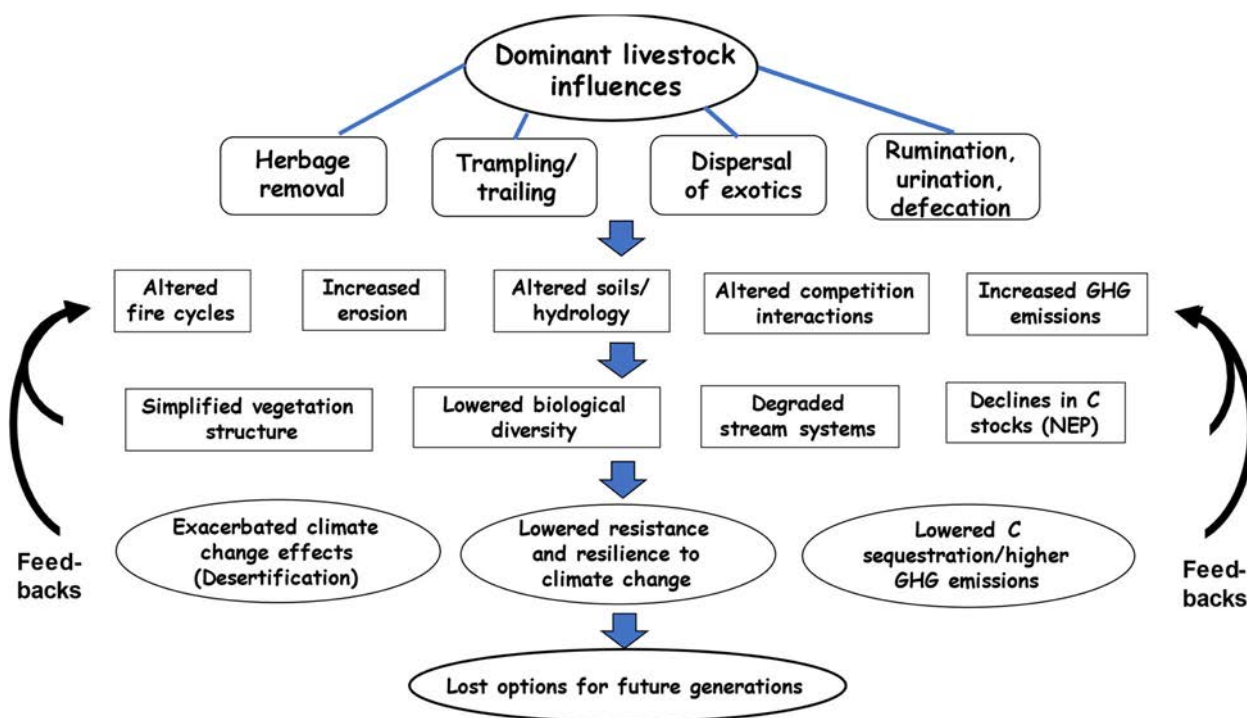 Dominant livestock
influences
Herbage
removal
Trampling/
trailing
Dispersal
of exotics
Rumination,
urination,
defecation
Altered
fire cycles
Increased
erosion
Altered soils/
hydrology
Altered competition
interactions
Increased GHG
emissions
Simplified vegetation
structure
Lowered biological
diversity
Degraded
stream systems
Declines in C
stocks (NEP)
Feed-
backs
Exacerbated climate
change effects
(Desertification)
Lowered resistance
and resilience to
climate change
Lowered C
sequestration/higher
GHG emissions
Feed-
backs
Lost options for future generations